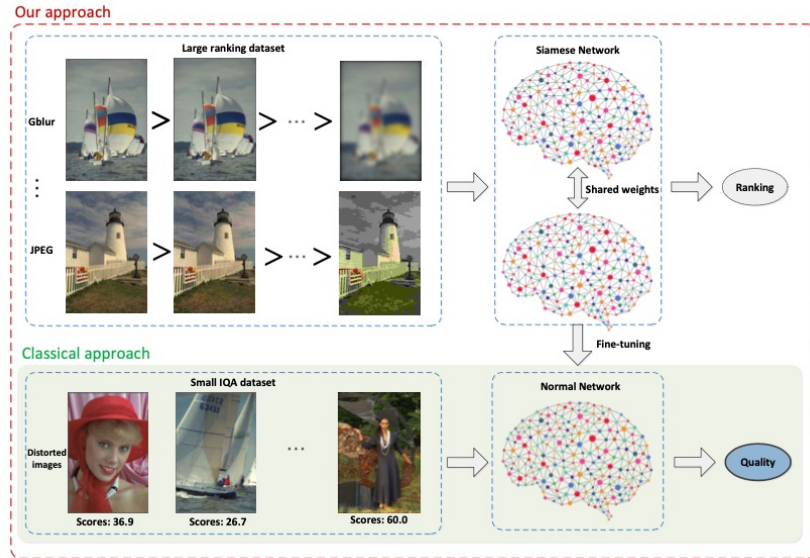 Our approach
Large ranking dataset
Siamese Network
Gblur
> > ... >
Shared weights
Ranking
JPEG
> > ... >
Fine-tuning
Classical approach
Small IQA dataset
Normal Network
Distorted
images
...
Quality
Scores: 36.9
Scores: 26.7
Scores: 60.0